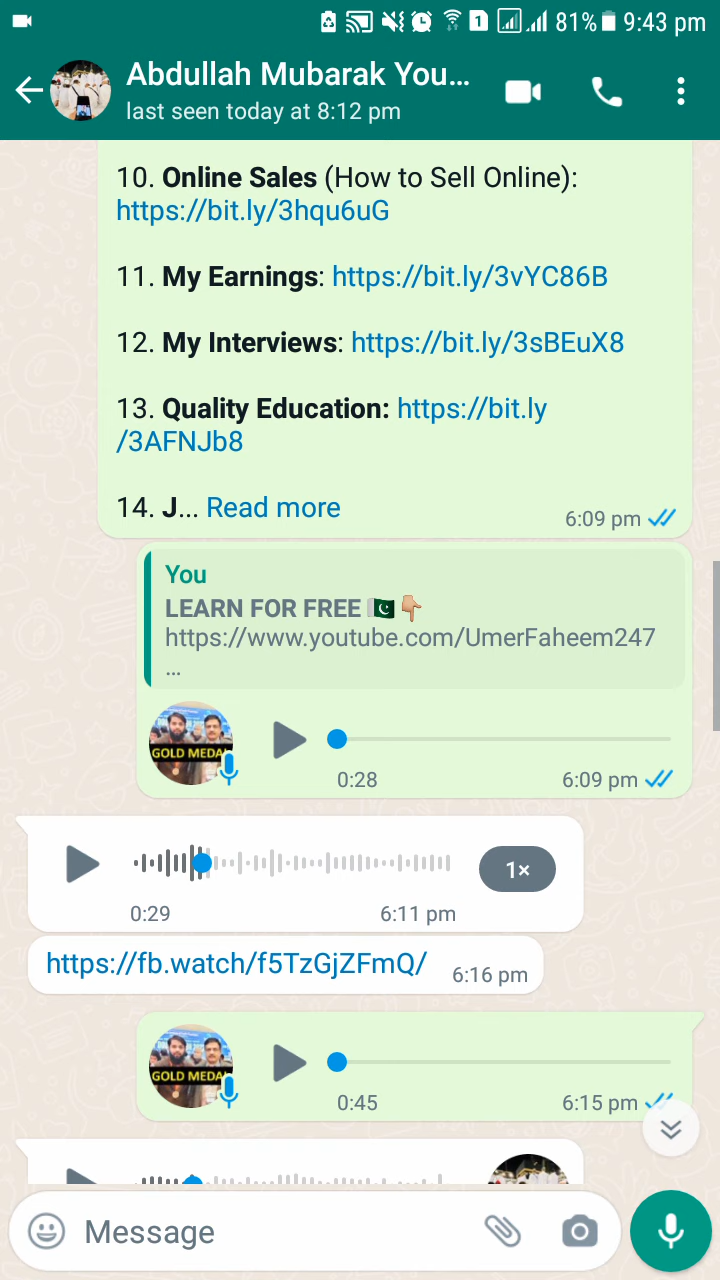 1 81% 9:43 pm
Abdullah Mubarak You...
last seen today at 8:12 pm
10. Online Sales (How to Sell Online):
https://bit.ly/3hqu6uG
11. My Earnings: https://bit.ly/3vYC86B
12. My Interviews: https://bit.ly/3sBEuX8
13. Quality Education: https://bit.ly
/3AFNJb8
14. J... Read more
6:09 pm
You
LEARN FOR FREE 🇵🇰👇🏼
https://www.youtube.com/UmerFaheem247
...
GOLD MEDA
0:28 6:09 pm
1×
0:29 6:11 pm
https://fb.watch/f5TzGjZFmQ/ 6:16 pm
GOLD MEDA
0:45 6:15 pm
Message